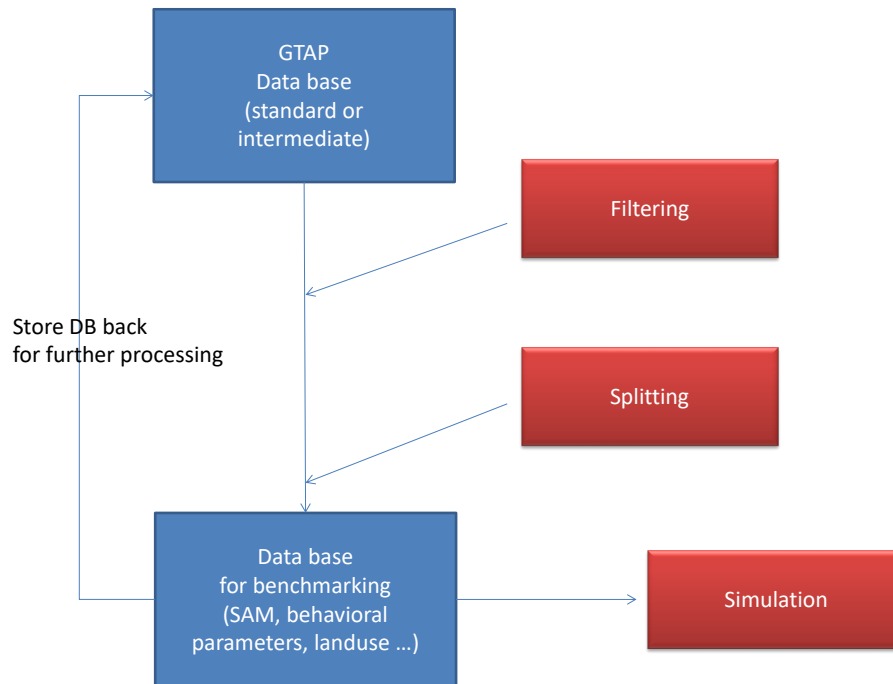 GTAP
Data base
(standard or
intermediate)
Filtering
Store DB back
for further processing
Splitting
Data base
for benchmarking
(SAM, behavioral
parameters, landuse …)
Simulation